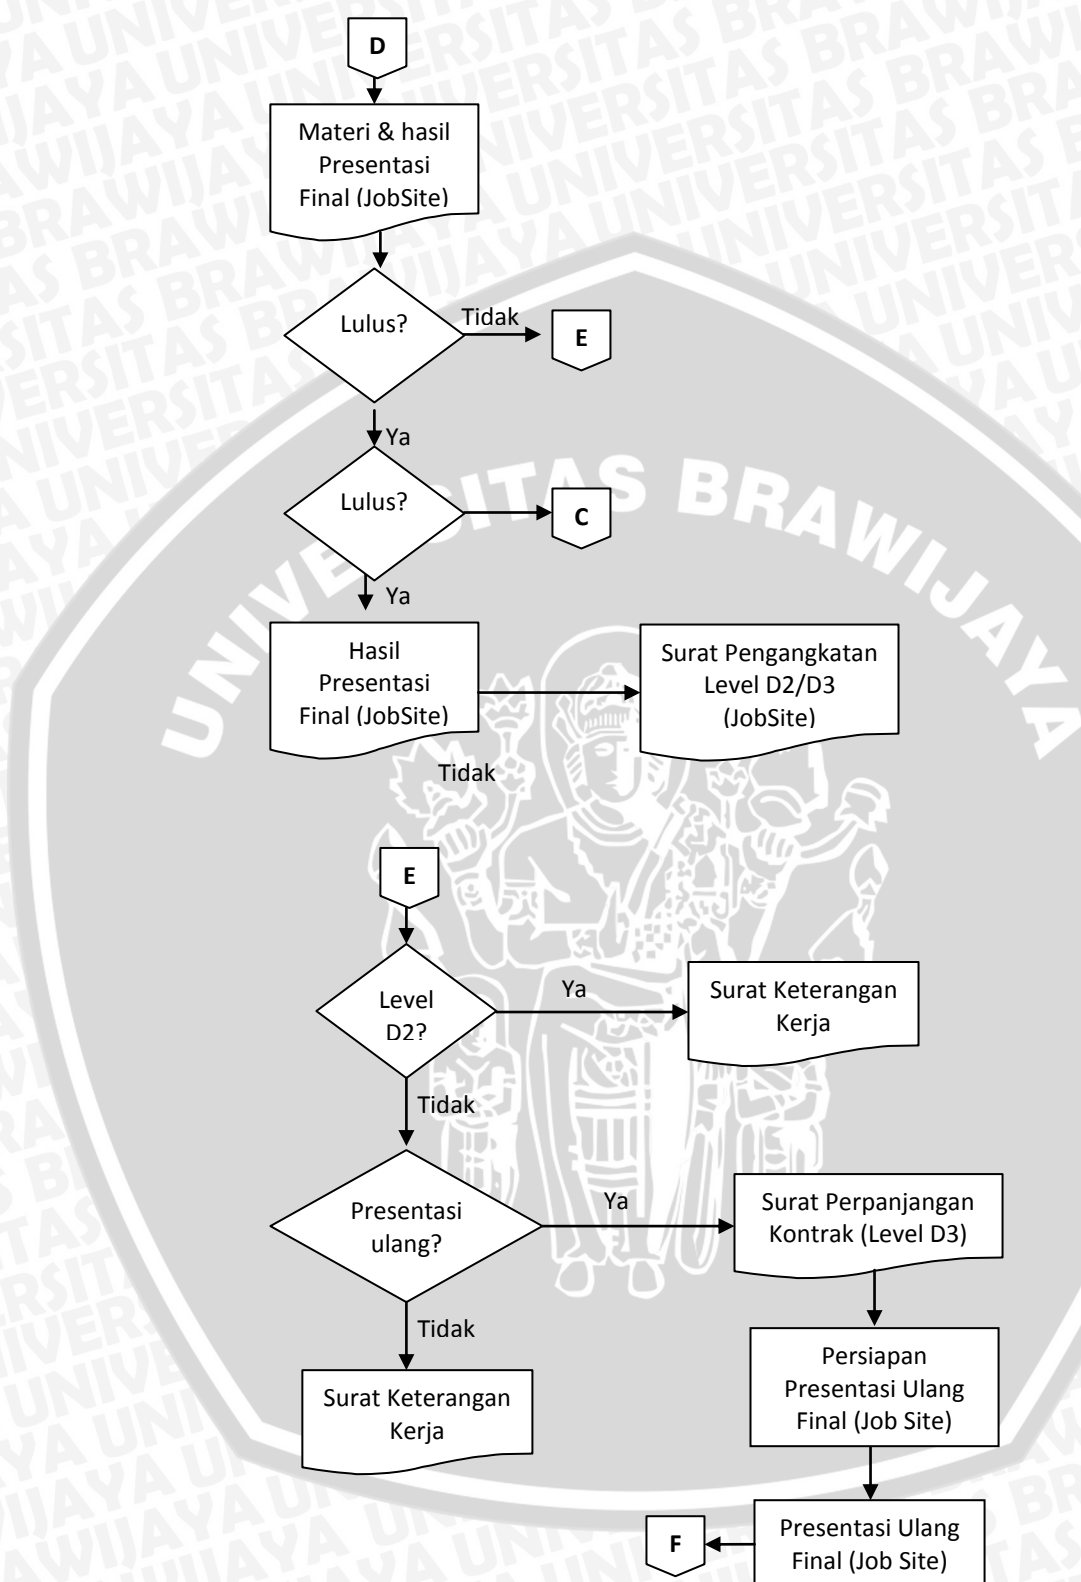 D
Materi & hasil
Presentasi
Final (JobSite)
Lulus?
Tidak
E
Ya
Lulus?
C
Ya
Hasil
Presentasi
Final (JobSite)
Surat Pengangkatan
Level D2/D3
(JobSite)
Tidak
E
Level
D2?
Ya
Surat Keterangan
Kerja
Tidak
Presentasi
ulang?
Ya
Surat Perpanjangan
Kontrak (Level D3)
Tidak
Surat Keterangan
Kerja
Persiapan
Presentasi Ulang
Final (Job Site)
Presentasi Ulang
Final (Job Site)
F
UNIVERSITAS BRAWIJAYA